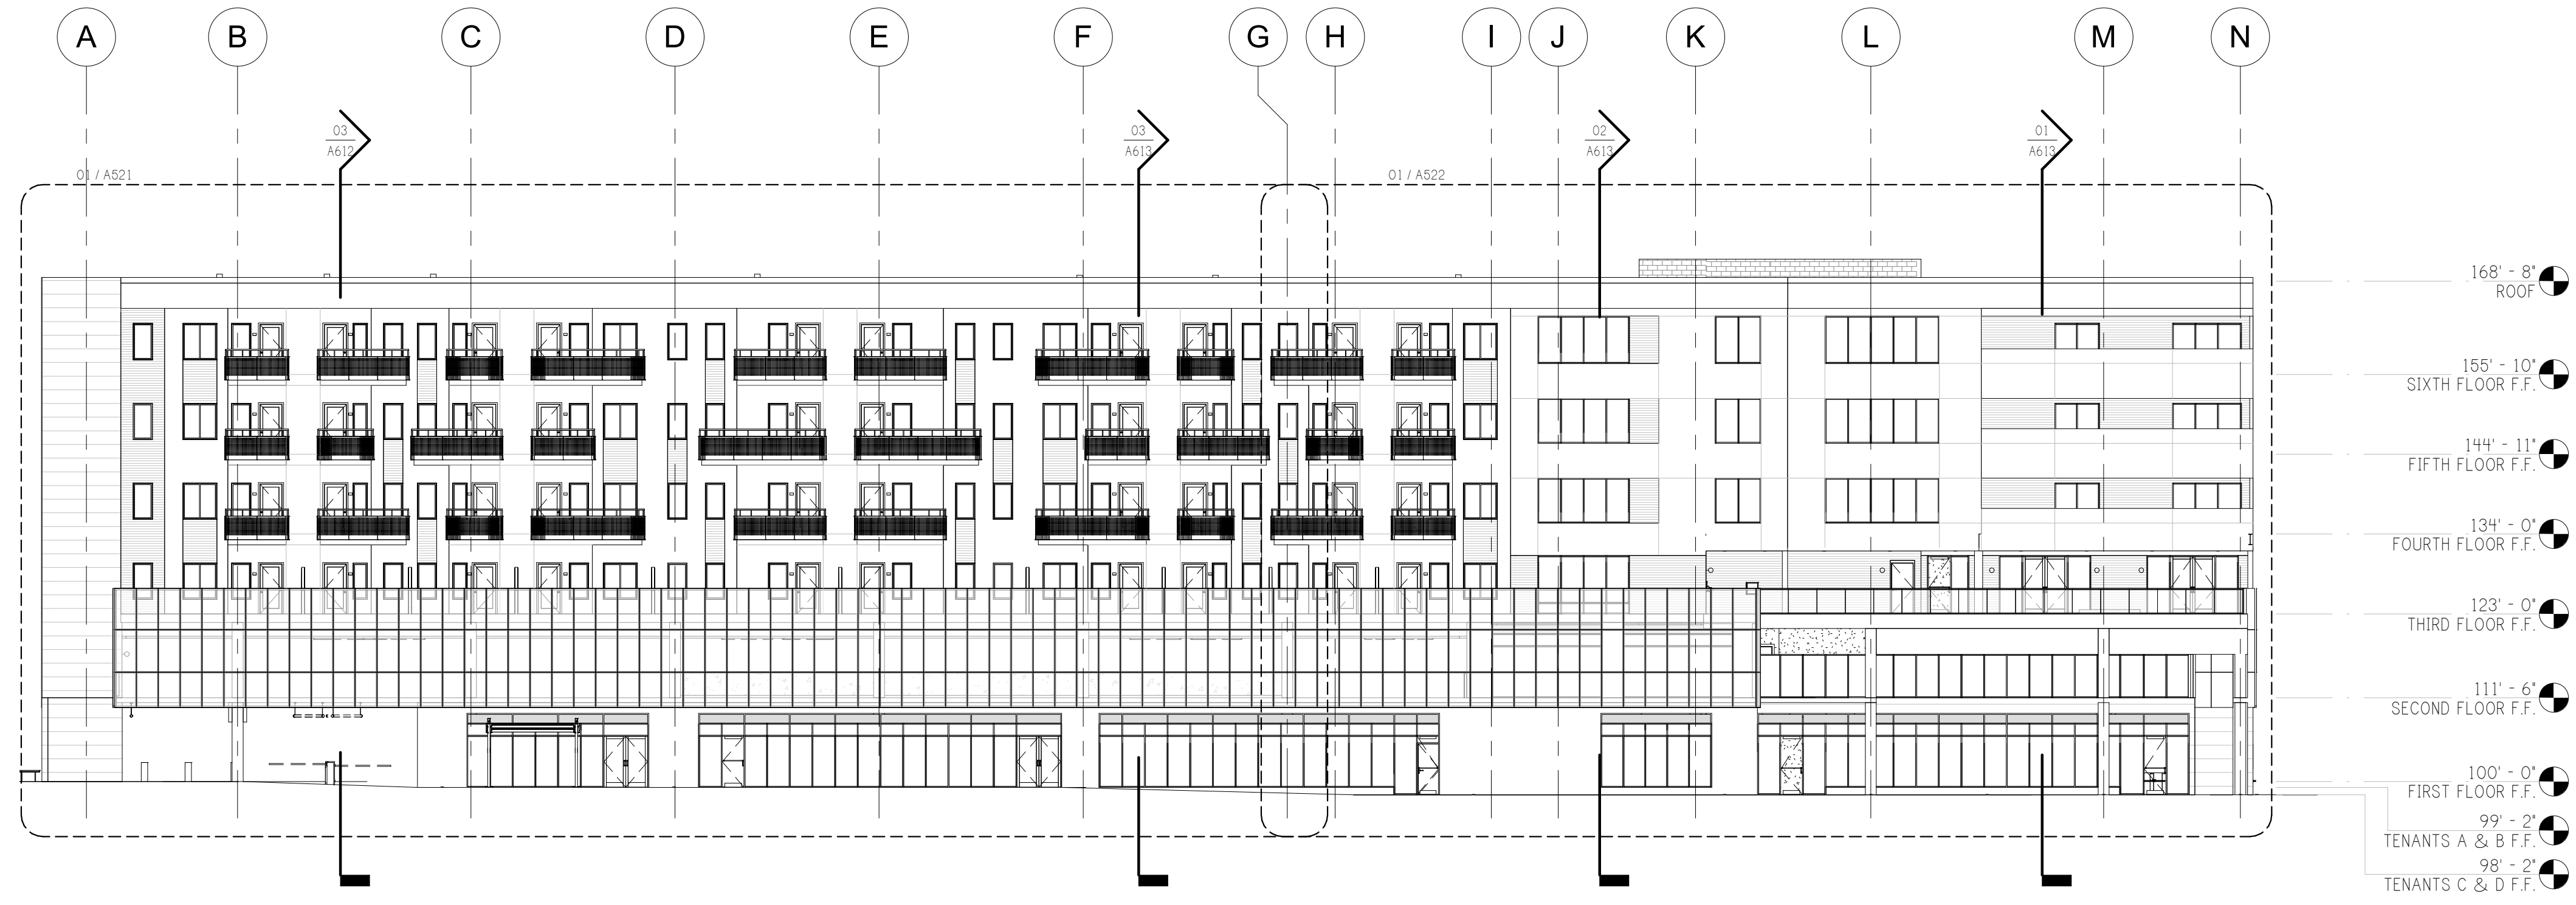 A B C D E F G H I J K L M N
03
A612
03
A613
02
A613
01
A613
01 / A521
01 / A522
168' - 8"
ROOF
155' - 10"
SIXTH FLOOR F.F.
144' - 11"
FIFTH FLOOR F.F.
134' - 0"
FOURTH FLOOR F.F.
123' - 0"
THIRD FLOOR F.F.
111' - 6"
SECOND FLOOR F.F.
100' - 0"
FIRST FLOOR F.F.
99' - 2"
TENANTS A & B F.F.
98' - 2"
TENANTS C & D F.F.